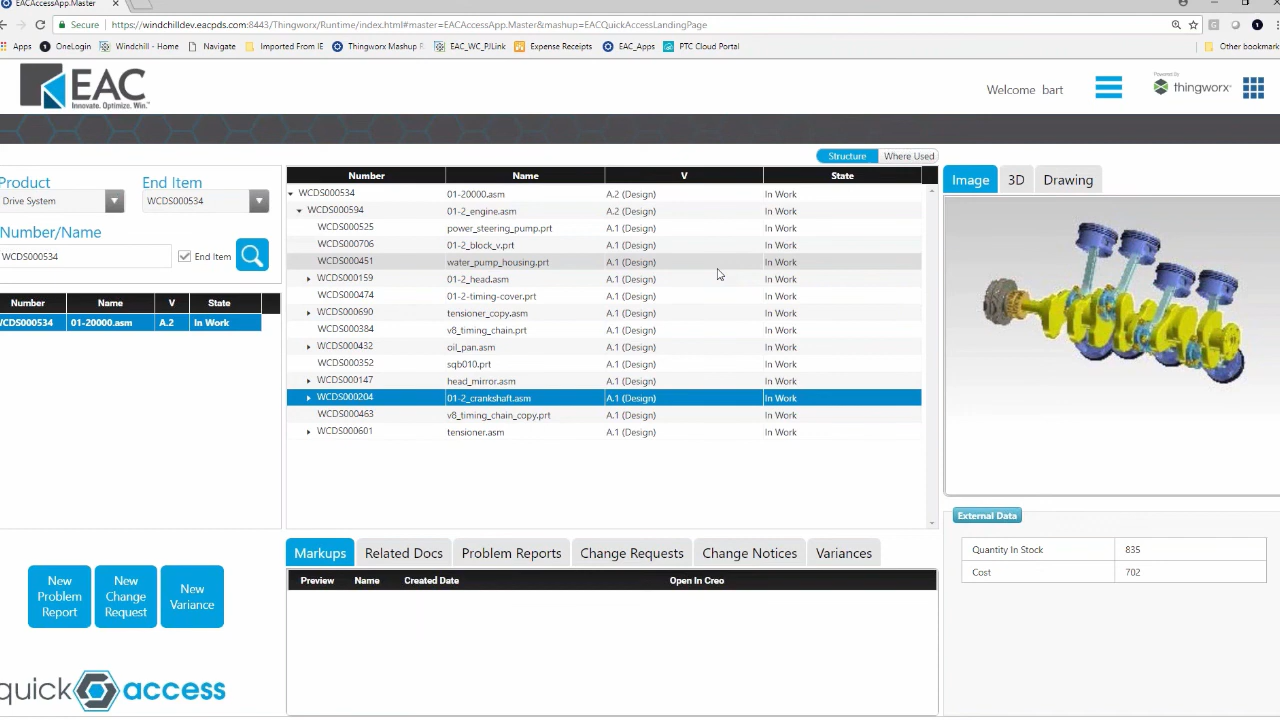 EACAccessApp.Master
Secure
https://windchilldev.eacpds.com:8443/Thingworx/Runtime/index.html#master=EACAccessApp.Master&mashup=EACQuickAccessLandingPage
Apps OneLogin Windchill - Home Navigate Imported From IE Thingworx Mashup EAC_WC_PJLink Expense Receipts EAC_Apps PTC Cloud Portal Other bookmark
EAC
Innovate. Optimize. Win.
Welcome bart
Powered By
thingworx
Structure Where Used
Product End Item
Drive System WCDS000534
Number/Name
WCDS000534 End Item
Number Name V State
WCDS000534 01-20000.asm A.2 In Work
New Problem Report
New Change Request
New Variance
quick access
Number Name V State
WCDS000534 01-20000.asm A.2 (Design) In Work
WCDS000594 01-2_engine.asm A.2 (Design) In Work
WCDS000525 power_steering_pump.prt A.1 (Design) In Work
WCDS000706 01-2_block_v.prt A.1 (Design) In Work
WCDS000451 water_pump_housing.prt A.1 (Design) In Work
WCDS000159 01-2_head.asm A.1 (Design) In Work
WCDS000474 01-2-timing-cover.prt A.1 (Design) In Work
WCDS000690 tensioner_copy.asm A.1 (Design) In Work
WCDS000384 v8_timing_chain.prt A.1 (Design) In Work
WCDS000432 oil_pan.asm A.1 (Design) In Work
WCDS000352 sqb010.prt A.1 (Design) In Work
WCDS000147 head_mirror.asm A.1 (Design) In Work
WCDS000204 01-2_crankshaft.asm A.1 (Design) In Work
WCDS000463 v8_timing_chain_copy.prt A.1 (Design) In Work
WCDS000601 tensioner.asm A.1 (Design) In Work
Markups Related Docs Problem Reports Change Requests Change Notices Variances
Preview Name Created Date Open In Creo
Image 3D Drawing
External Data
Quantity In Stock 835
Cost 702